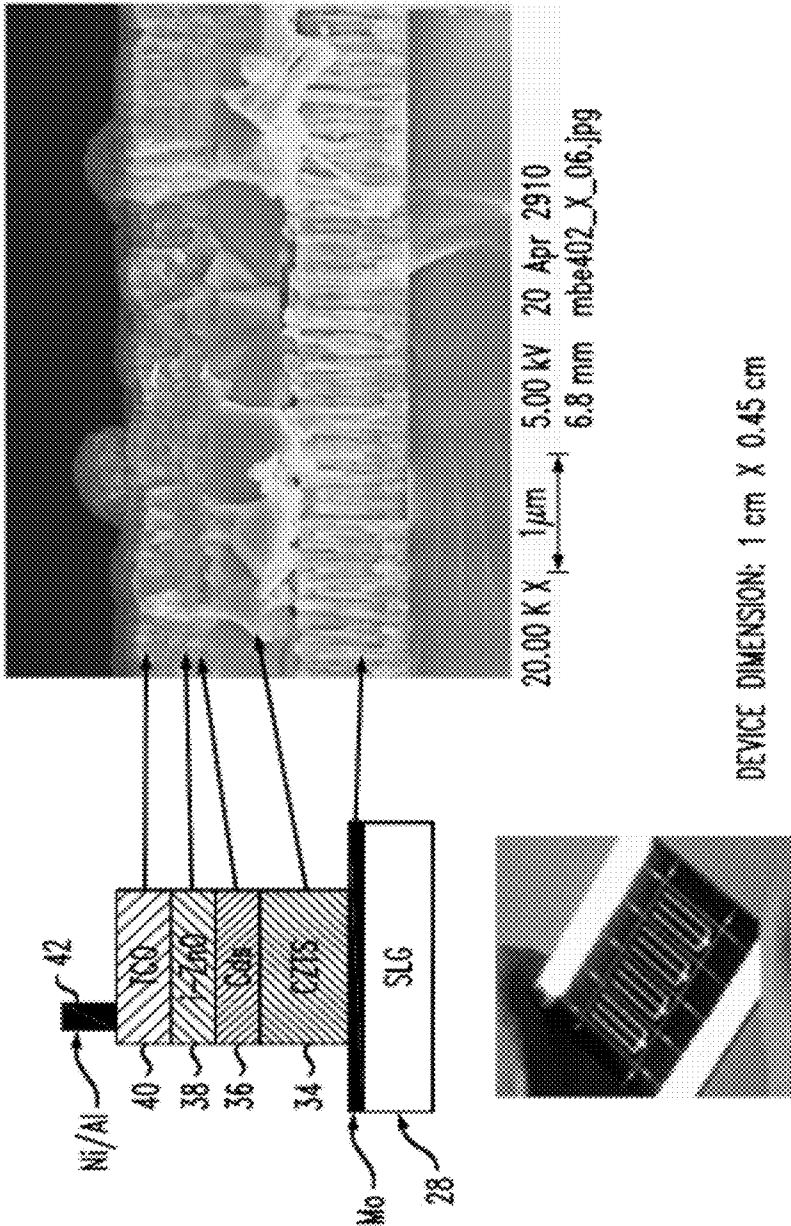 Ni/Al
42
40
TCO
38
i-ZnO
36
CdS
34
CZTS
Mo
28
SLG
20.00 K X
1μm
5.00 kV
20 Apr 2910
6.8 mm
mbe402_X_06.jpg
DEVICE DIMENSION: 1 cm X 0.45 cm